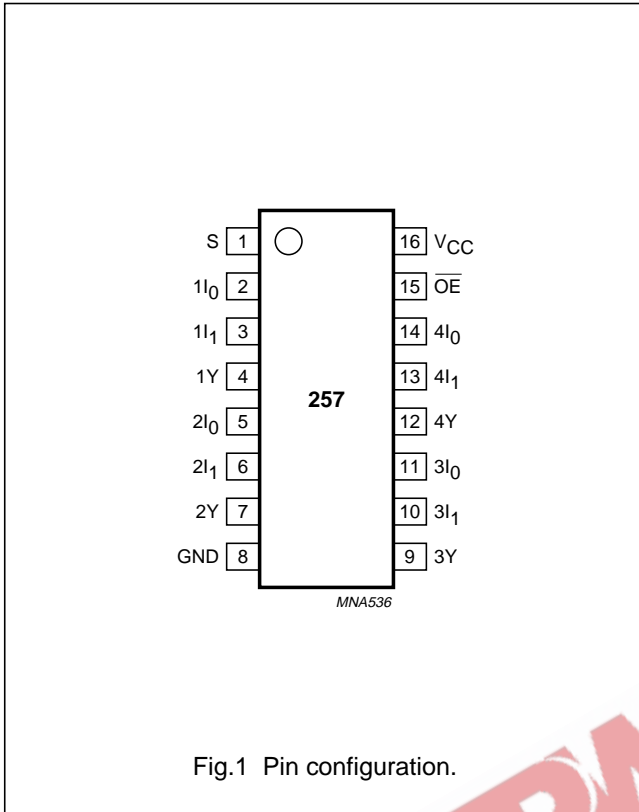 S 1
16 VCC
1I0 2
15 OE
1I1 3
14 4I0
1Y 4
13 4I1
257
2I0 5
12 4Y
2I1 6
11 3I0
2Y 7
10 3I1
GND 8
9 3Y
MNA536
Fig.1 Pin configuration.